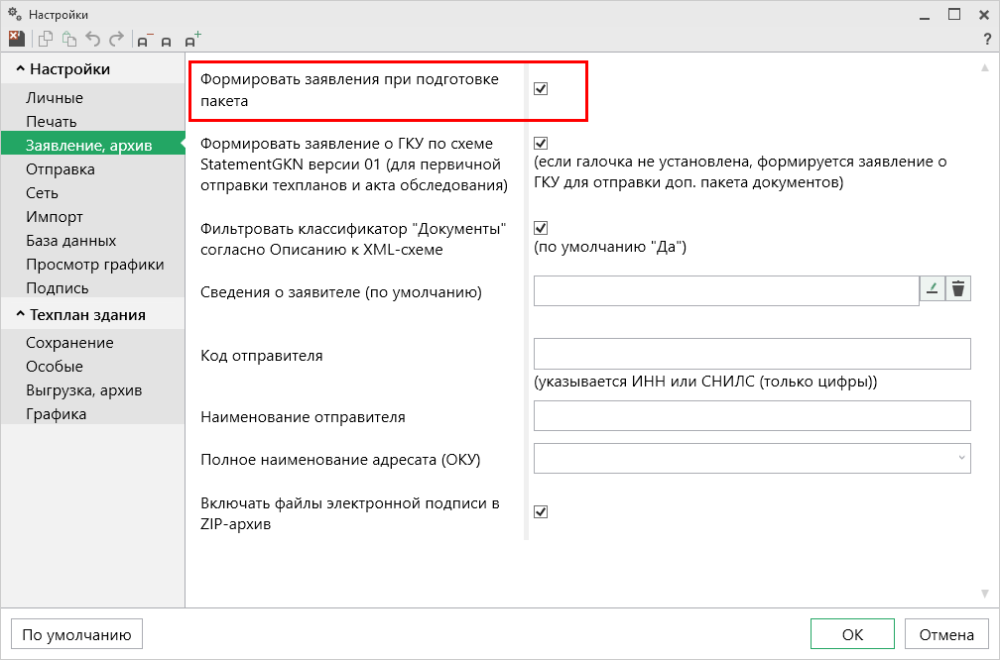 Настройки
?
Настройки
Личные
Печать
Заявление, архив
Отправка
Сеть
Импорт
База данных
Просмотр графики
Подпись
Техплан здания
Сохранение
Особые
Выгрузка, архив
Графика
Формировать заявления при подготовке
пакета
Формировать заявление о ГКУ по схеме
StatementGKN версии 01 (для первичной
отправки техпланов и акта обследования)
(если галочка не установлена, формируется заявление о
ГКУ для отправки доп. пакета документов)
Фильтровать классификатор "Документы"
согласно Описанию к XML-схеме
(по умолчанию "Да")
Сведения о заявителе (по умолчанию)
Код отправителя
(указывается ИНН или СНИЛС (только цифры))
Наименование отправителя
Полное наименование адресата (ОКУ)
Включать файлы электронной подписи в
ZIP-архив
По умолчанию
ОК
Отмена